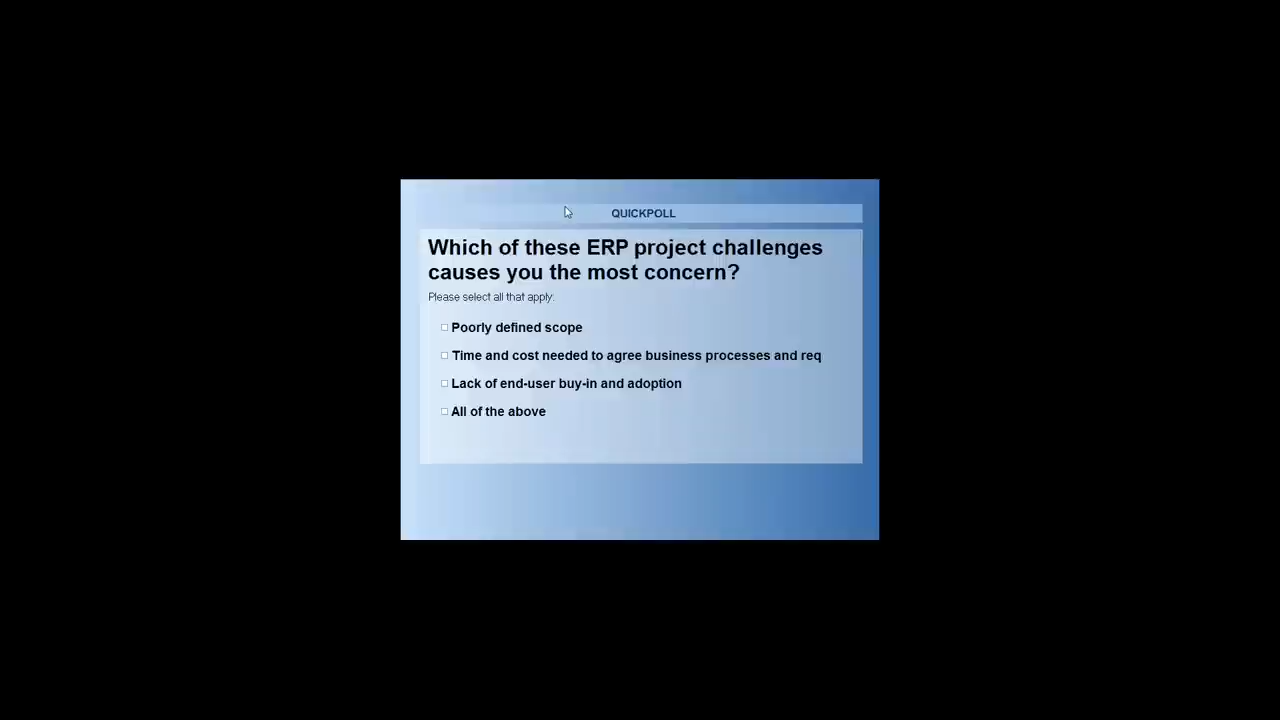 QUICKPOLL
Which of these ERP project challenges
causes you the most concern?
Please select all that apply:
Poorly defined scope
Time and cost needed to agree business processes and req
Lack of end-user buy-in and adoption
All of the above